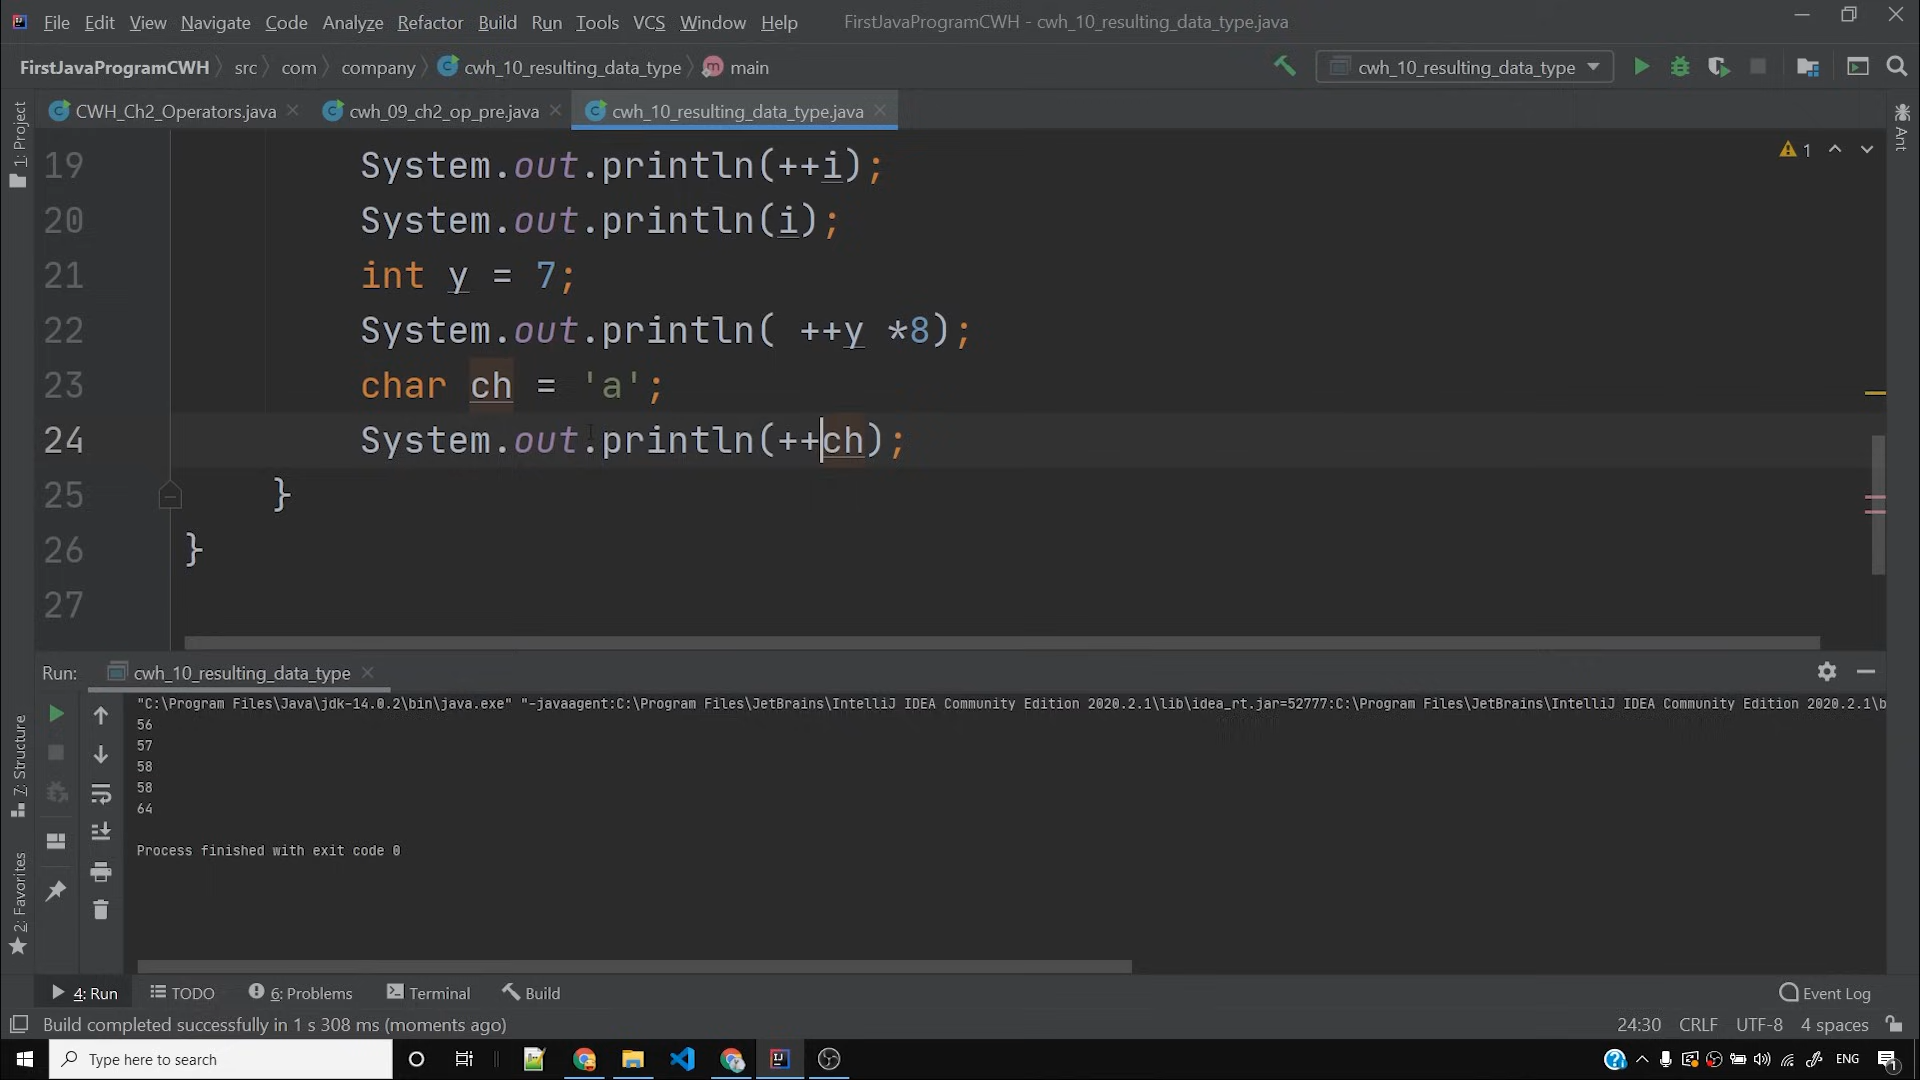 File Edit View Navigate Code Analyze Refactor Build Run Tools VCS Window Help FirstJavaProgramCWH - cwh_10_resulting_data_type.java
FirstJavaProgramCWH src com company cwh_10_resulting_data_type m main cwh_10_resulting_data_type
CWH_Ch2_Operators.java cwh_09_ch2_op_pre.java cwh_10_resulting_data_type.java
1: Project
Ant
1
19 System.out.println(++i);
20 System.out.println(i);
21 int y = 7;
22 System.out.println( ++y *8);
23 char ch = 'a';
24 System.out.println(++ch);
25 }
26 }
27
Run: cwh_10_resulting_data_type
"C:\Program Files\Java\jdk-14.0.2\bin\java.exe" "-javaagent:C:\Program Files\JetBrains\IntelliJ IDEA Community Edition 2020.2.1\lib\idea_rt.jar=52777:C:\Program Files\JetBrains\IntelliJ IDEA Community Edition 2020.2.1\b
56
57
58
58
64
Process finished with exit code 0
7: Structure
2: Favorites
4: Run TODO 6: Problems Terminal Build Event Log
Build completed successfully in 1 s 308 ms (moments ago) 24:30 CRLF UTF-8 4 spaces
Type here to search ENG 1